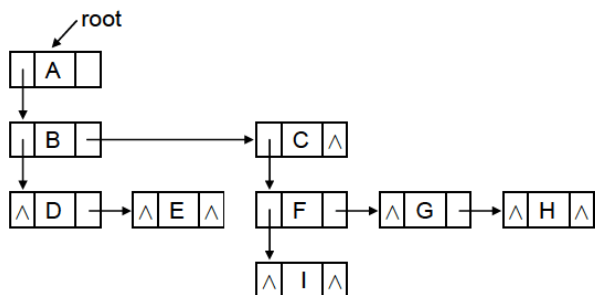 root
A
B C ∧
∧ D ∧ E ∧ F ∧ G ∧ H ∧
∧ I ∧